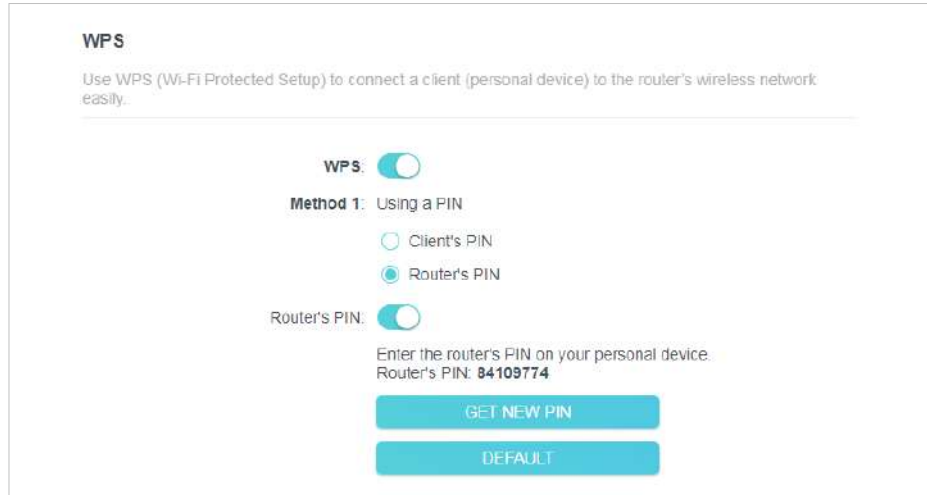 WPS
Use WPS (Wi-Fi Protected Setup) to connect a client (personal device) to the router's wireless network
easily.
WPS:
Method 1: Using a PIN
Client's PIN
Router's PIN
Router's PIN:
Enter the router's PIN on your personal device.
Router's PIN: 84109774
GET NEW PIN
DEFAULT